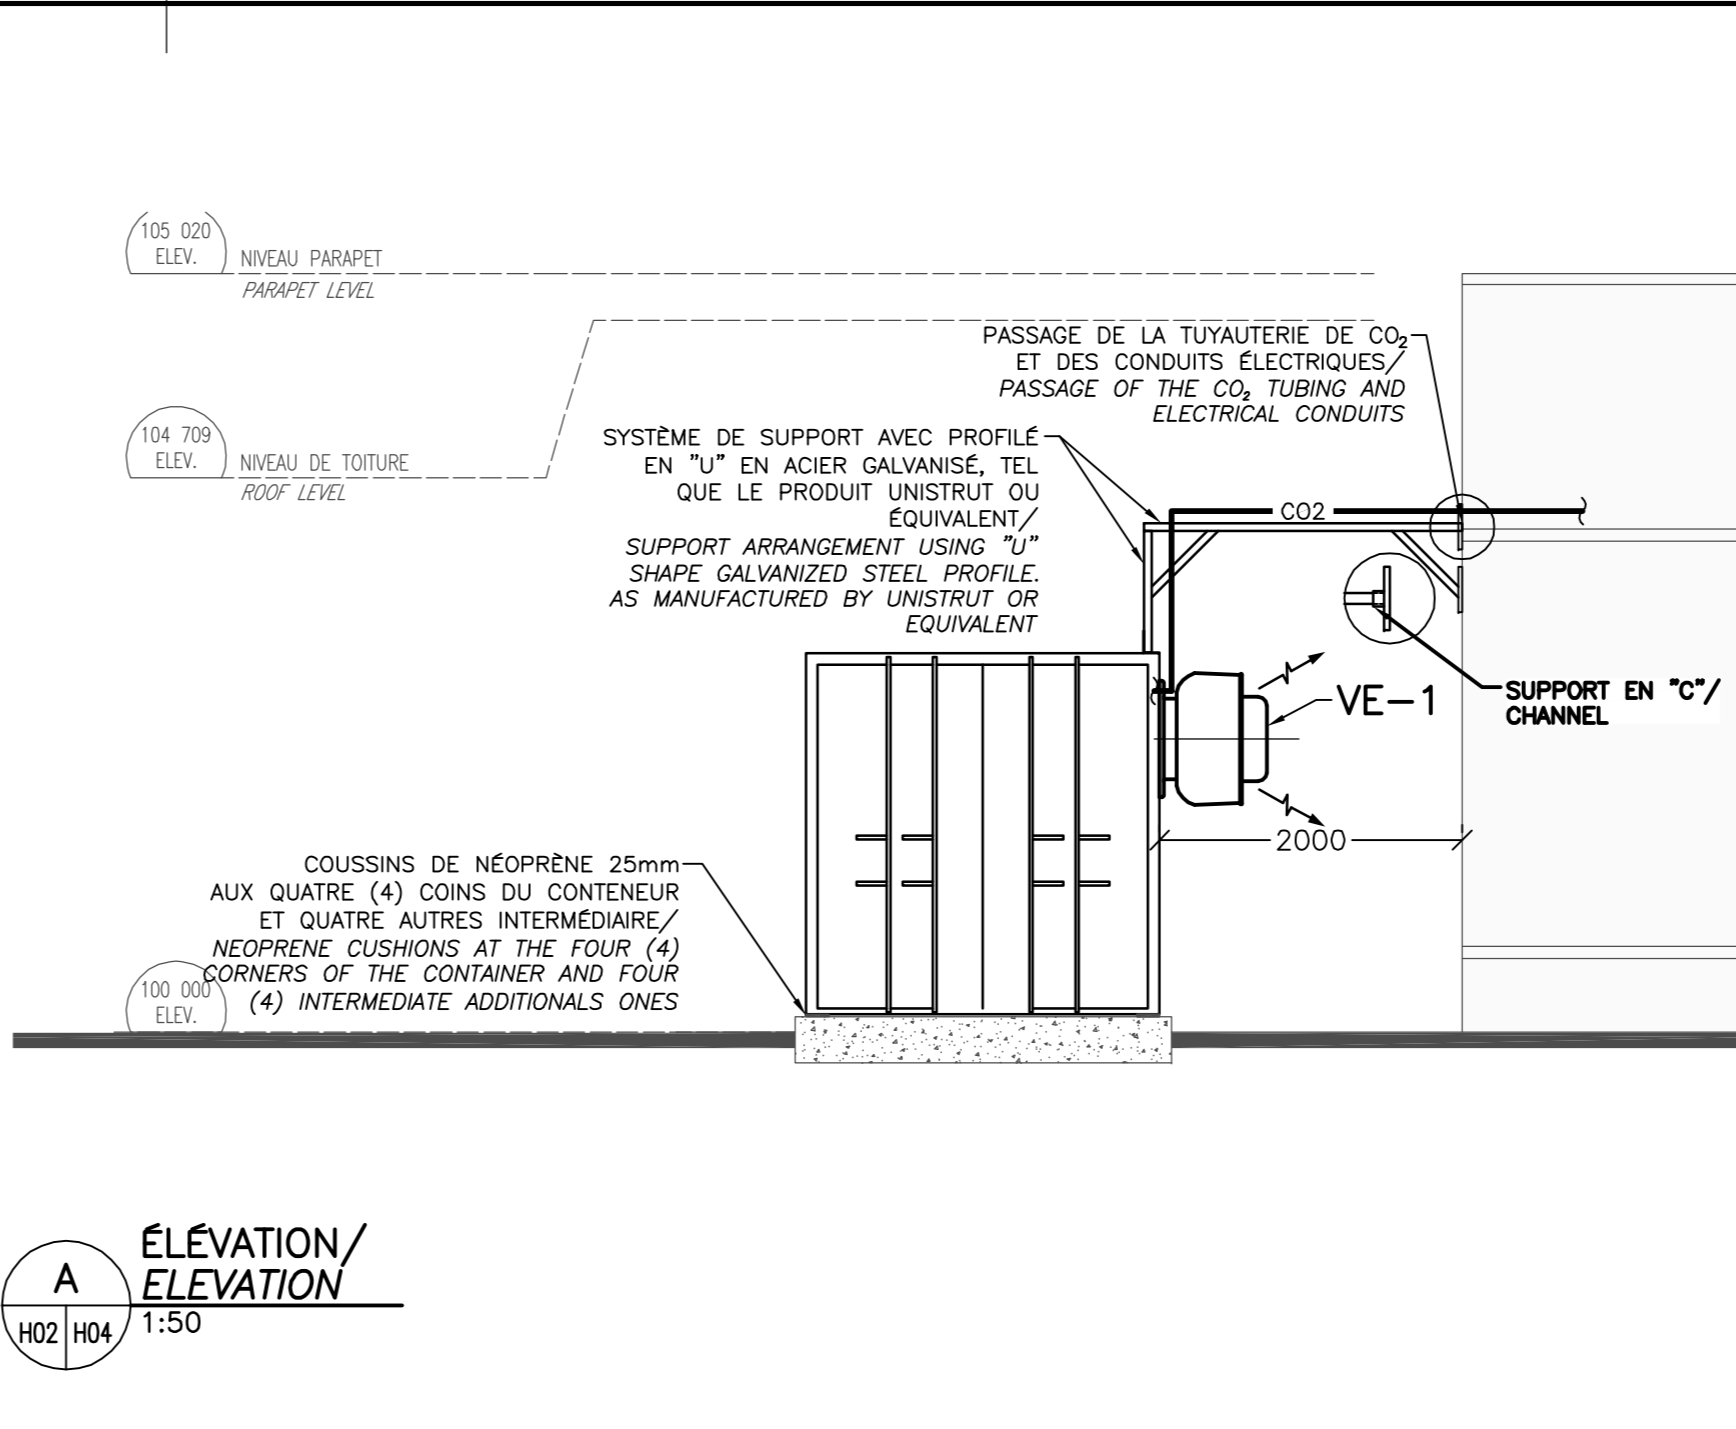 105 020
ELEV.
NIVEAU PARAPET
PARAPET LEVEL
PASSAGE DE LA TUYAUTERIE DE CO₂
ET DES CONDUITS ÉLECTRIQUES/
PASSAGE OF THE CO₂ TUBING AND
ELECTRICAL CONDUITS
104 709
ELEV.
NIVEAU DE TOITURE
ROOF LEVEL
SYSTÈME DE SUPPORT AVEC PROFILÉ
EN "U" EN ACIER GALVANISÉ, TEL
QUE LE PRODUIT UNISTRUT OU
ÉQUIVALENT/
SUPPORT ARRANGEMENT USING "U"
SHAPE GALVANIZED STEEL PROFILE.
AS MANUFACTURED BY UNISTRUT OR
EQUIVALENT
CO2
VE-1
SUPPORT EN "C"/
CHANNEL
2000
COUSSINS DE NÉOPRÈNE 25mm
AUX QUATRE (4) COINS DU CONTENEUR
ET QUATRE AUTRES INTERMÉDIAIRE/
NEOPRENE CUSHIONS AT THE FOUR (4)
CORNERS OF THE CONTAINER AND FOUR
(4) INTERMEDIATE ADDITIONALS ONES
100 000
ELEV.
A
H02 H04
ÉLÉVATION/
ELEVATION
1:50